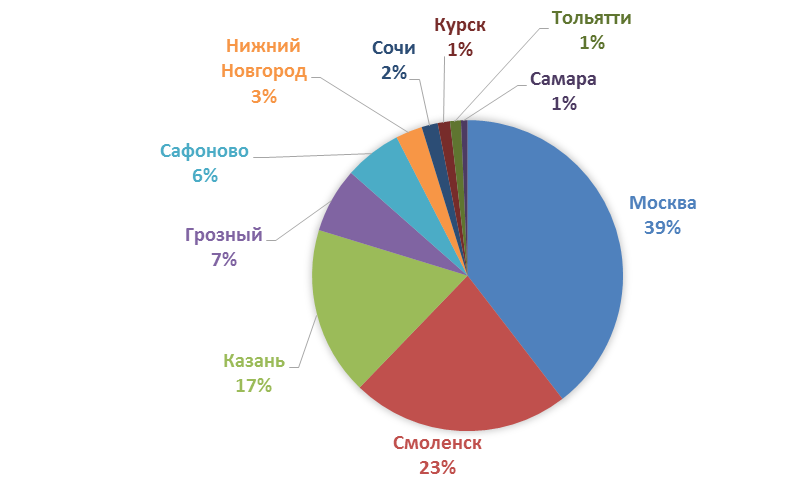 Москва
39%
Смоленск
23%
Казань
17%
Грозный
7%
Сафоново
6%
Нижний
Новгород
3%
Сочи
2%
Курск
1%
Тольятти
1%
Самара
1%